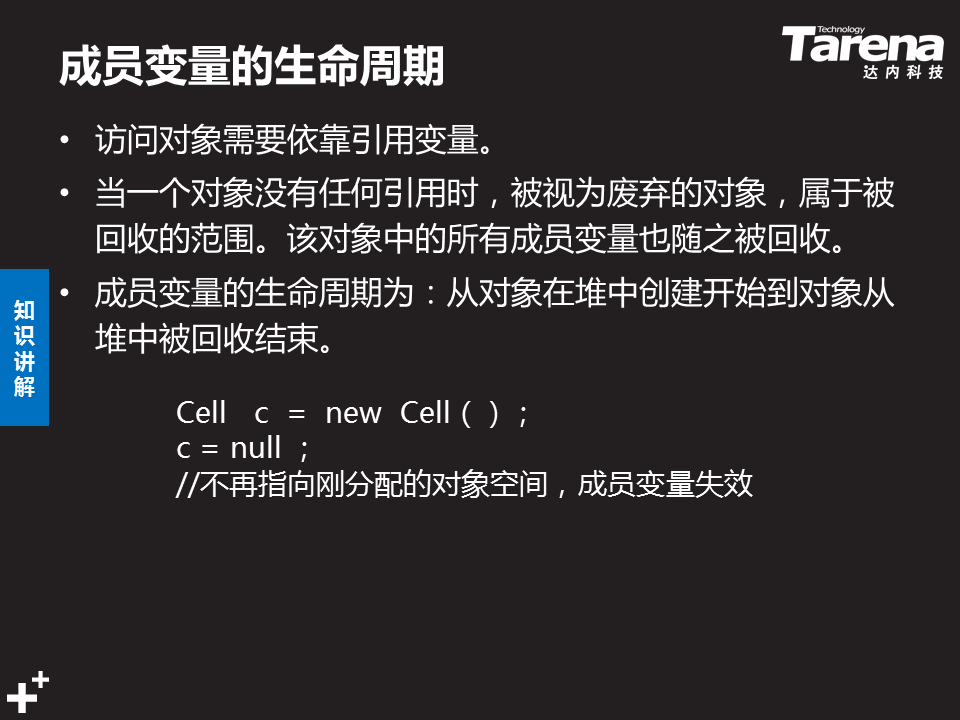 成员变量的生命周期
Technology
Tarena
达内科技
• 访问对象需要依靠引用变量。
• 当一个对象没有任何引用时，被视为废弃的对象，属于被
回收的范围。该对象中的所有成员变量也随之被回收。
• 成员变量的生命周期为：从对象在堆中创建开始到对象从
堆中被回收结束。
知
识
讲
解
Cell c = new Cell（ ）；
c = null ；
//不再指向刚分配的对象空间，成员变量失效